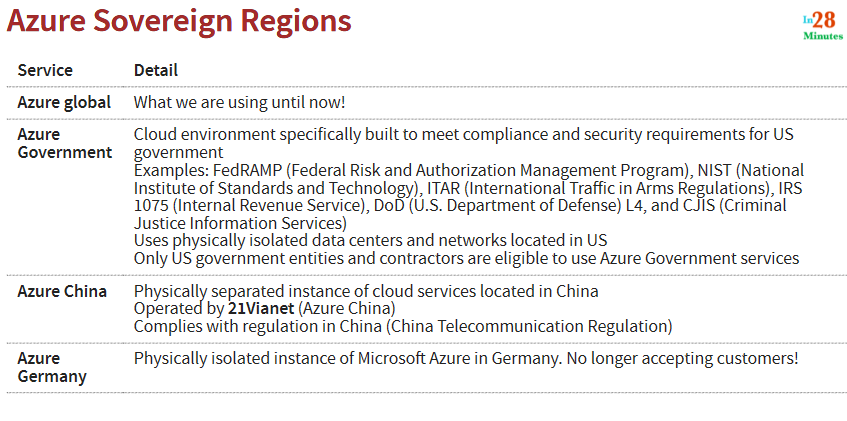 Azure Sovereign Regions
In28
Minutes
Service Detail
Azure global What we are using until now!
Azure
Government
Cloud environment specifically built to meet compliance and security requirements for US
government
Examples: FedRAMP (Federal Risk and Authorization Management Program), NIST (National
Institute of Standards and Technology), ITAR (International Traffic in Arms Regulations), IRS
1075 (Internal Revenue Service), DoD (U.S. Department of Defense) L4, and CJIS (Criminal
Justice Information Services)
Uses physically isolated data centers and networks located in US
Only US government entities and contractors are eligible to use Azure Government services
Azure China
Physically separated instance of cloud services located in China
Operated by 21Vianet (Azure China)
Complies with regulation in China (China Telecommunication Regulation)
Azure
Germany
Physically isolated instance of Microsoft Azure in Germany. No longer accepting customers!